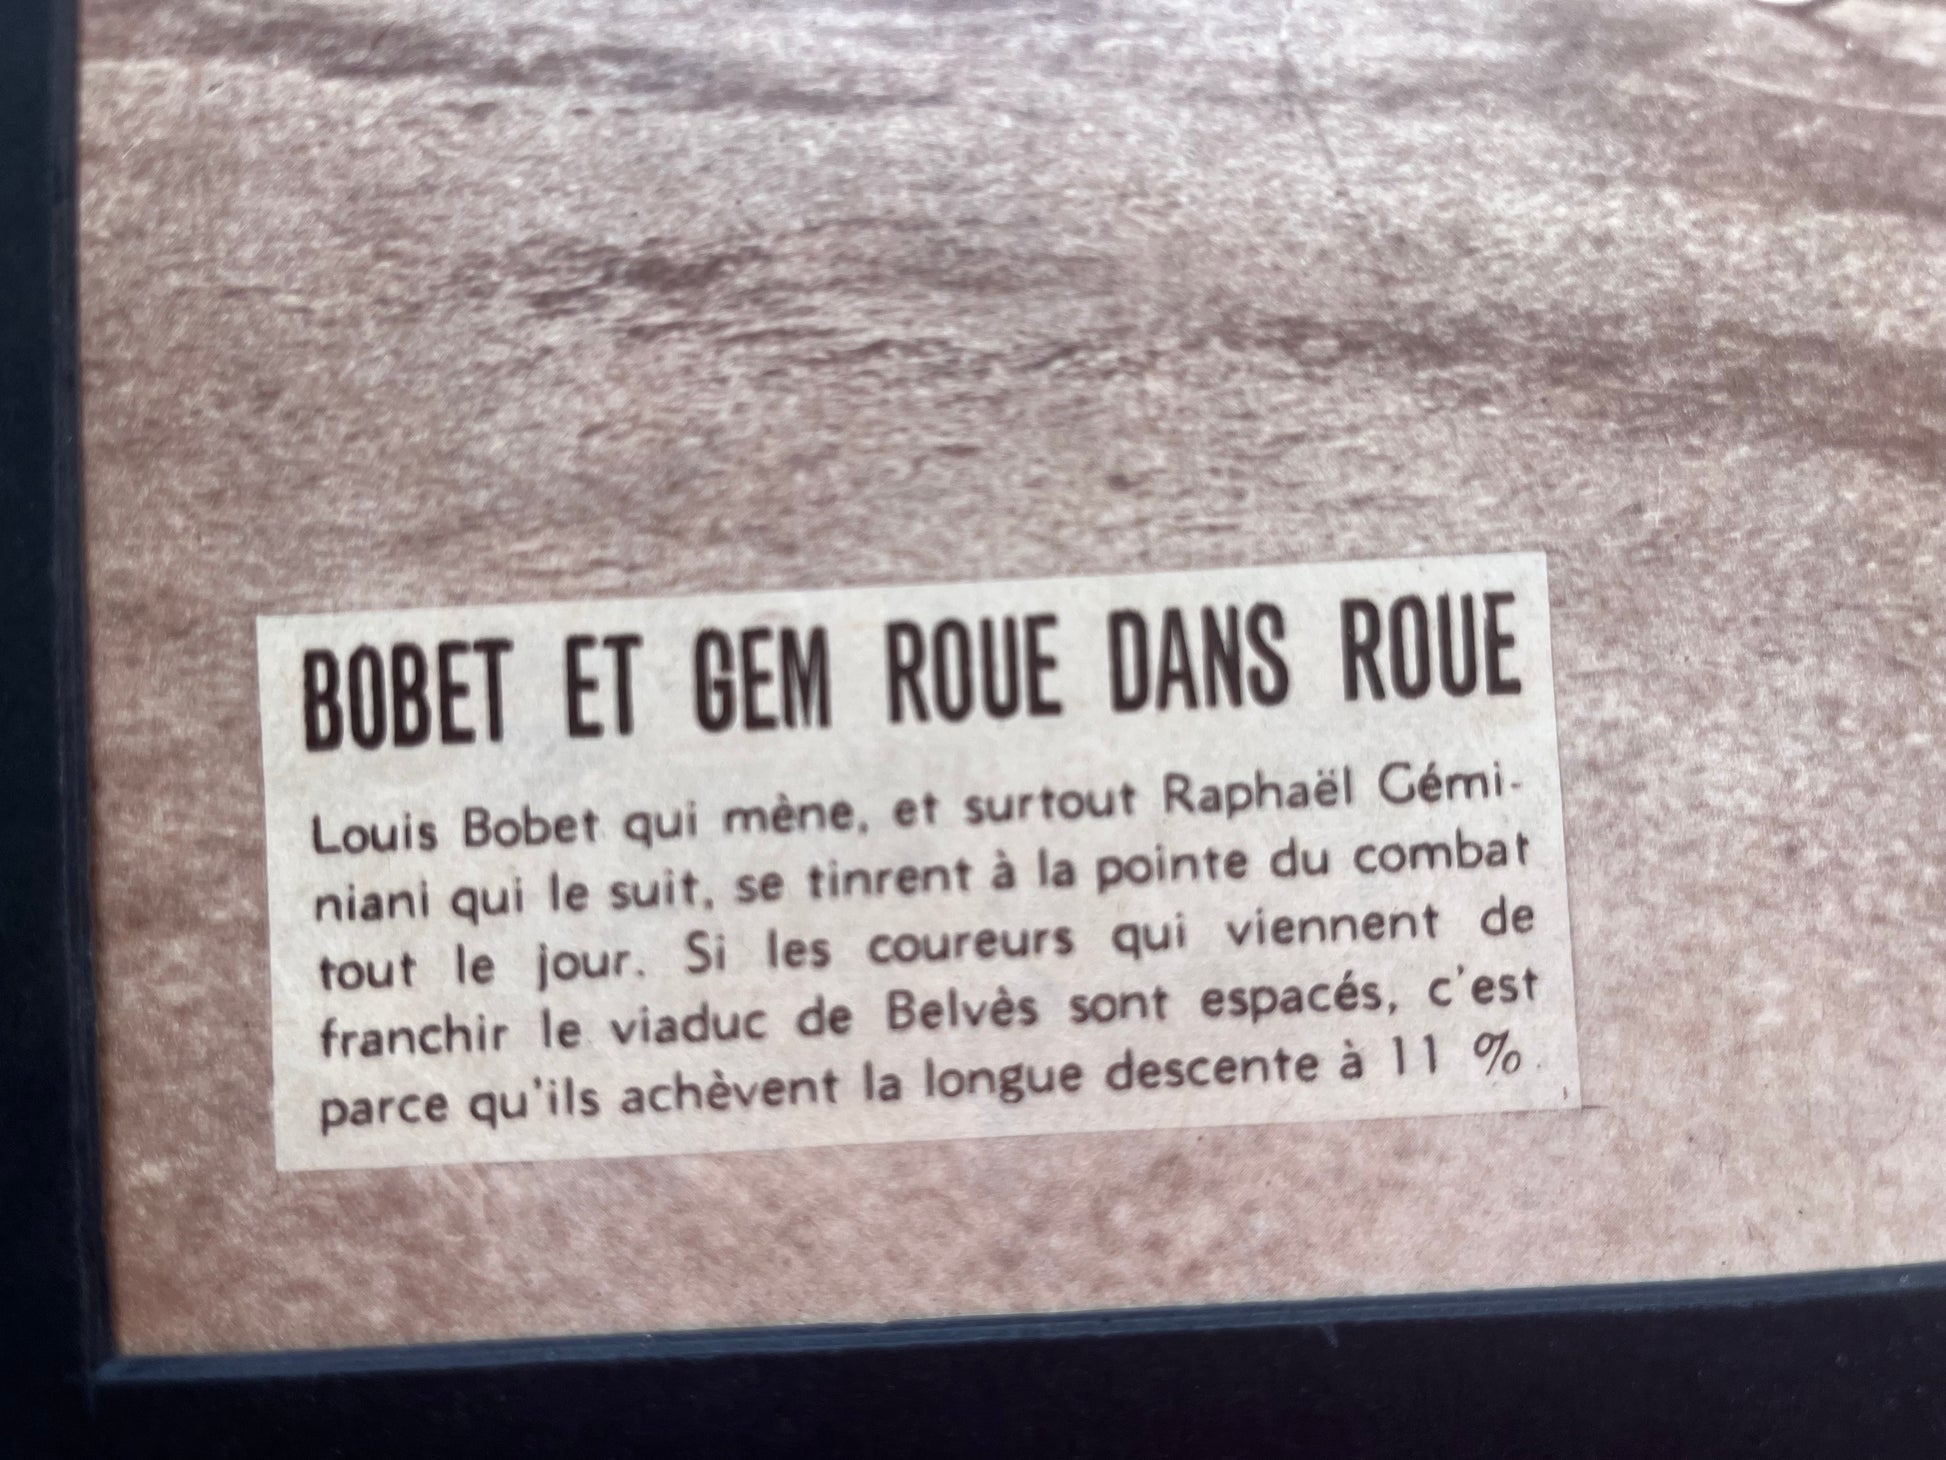 BOBET ET GEM ROUE DANS ROUE
Louis Bobet qui mène, et surtout Raphaël Gémi-
niani qui le suit, se tinrent à la pointe du combat
tout le jour. Si les coureurs qui viennent de
franchir le viaduc de Belvès sont espacés, c'est
parce qu'ils achèvent la longue descente à 11 %.